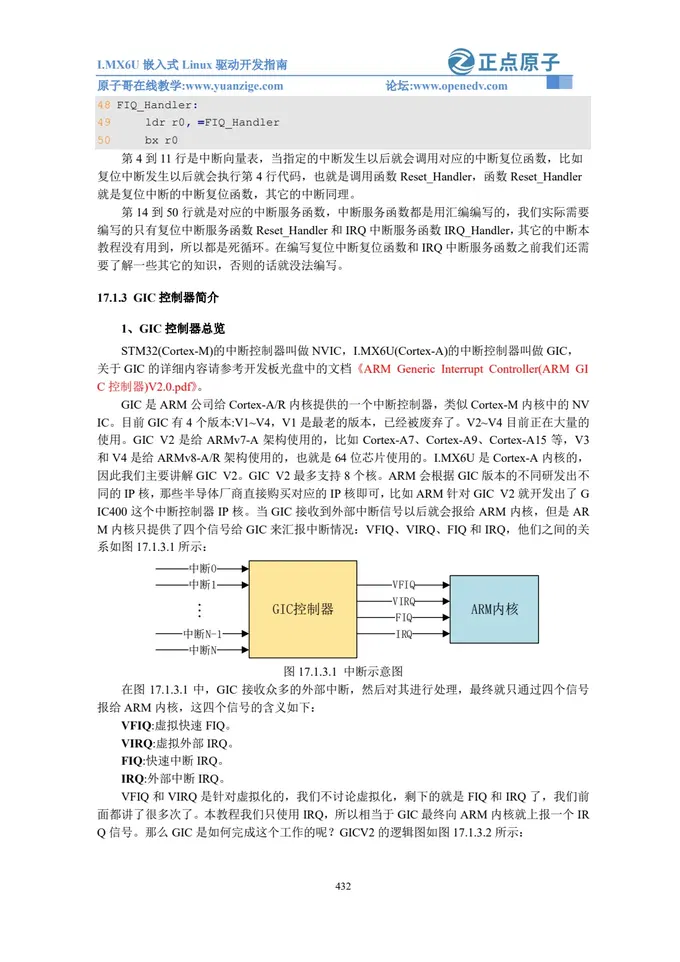 I.MX6U 嵌入式 Linux 驱动开发指南
正点原子
原子哥在线教学:www.yuanzige.com 论坛:www.openedv.com
48 FIQ_Handler:
49 ldr r0, =FIQ_Handler
50 bx r0
第 4 到 11 行是中断向量表，当指定的中断发生以后就会调用对应的中断复位函数，比如
复位中断发生以后就会执行第 4 行代码，也就是调用函数 Reset_Handler，函数 Reset_Handler
就是复位中断的中断复位函数，其它的中断同理。
第 14 到 50 行就是对应的中断服务函数，中断服务函数都是用汇编编写的，我们实际需要
编写的只有复位中断服务函数 Reset_Handler 和 IRQ 中断服务函数 IRQ_Handler，其它的中断本
教程没有用到，所以都是死循环。在编写复位中断复位函数和 IRQ 中断服务函数之前我们还需
要了解一些其它的知识，否则的话就没法编写。
17.1.3 GIC 控制器简介
1、GIC 控制器总览
STM32(Cortex-M)的中断控制器叫做 NVIC，I.MX6U(Cortex-A)的中断控制器叫做 GIC，
关于 GIC 的详细内容请参考开发板光盘中的文档《ARM Generic Interrupt Controller(ARM GI
C 控制器)V2.0.pdf》。
GIC 是 ARM 公司给 Cortex-A/R 内核提供的一个中断控制器，类似 Cortex-M 内核中的 NV
IC。目前 GIC 有 4 个版本:V1~V4，V1 是最老的版本，已经被废弃了。V2~V4 目前正在大量的
使用。GIC V2 是给 ARMv7-A 架构使用的，比如 Cortex-A7、Cortex-A9、Cortex-A15 等，V3
和 V4 是给 ARMv8-A/R 架构使用的，也就是 64 位芯片使用的。I.MX6U 是 Cortex-A 内核的，
因此我们主要讲解 GIC V2。GIC V2 最多支持 8 个核。ARM 会根据 GIC 版本的不同研发出不
同的 IP 核，那些半导体厂商直接购买对应的 IP 核即可，比如 ARM 针对 GIC V2 就开发出了 G
IC400 这个中断控制器 IP 核。当 GIC 接收到外部中断信号以后就会报给 ARM 内核，但是 AR
M 内核只提供了四个信号给 GIC 来汇报中断情况：VFIQ、VIRQ、FIQ 和 IRQ，他们之间的关
系如图 17.1.3.1 所示：
中断0
中断1
⋮
中断N-1
中断N
GIC控制器
VFIQ
VIRQ
FIQ
IRQ
ARM内核
图 17.1.3.1 中断示意图
在图 17.1.3.1 中，GIC 接收众多的外部中断，然后对其进行处理，最终就只通过四个信号
报给 ARM 内核，这四个信号的含义如下：
VFIQ:虚拟快速 FIQ。
VIRQ:虚拟外部 IRQ。
FIQ:快速中断 IRQ。
IRQ:外部中断 IRQ。
VFIQ 和 VIRQ 是针对虚拟化的，我们不讨论虚拟化，剩下的就是 FIQ 和 IRQ 了，我们前
面都讲了很多次了。本教程我们只使用 IRQ，所以相当于 GIC 最终向 ARM 内核就上报一个 IR
Q 信号。那么 GIC 是如何完成这个工作的呢？GICV2 的逻辑图如图 17.1.3.2 所示：
432